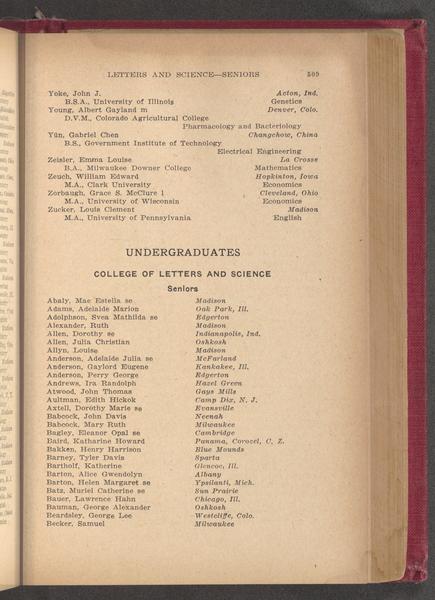 LETTERS AND SCIENCE—SENIORS 509
Yoke, John J. Acton, Ind.
B.S.A., University of Illinois Genetics
Young, Albert Gayland m Denver, Colo.
D.V.M., Colorado Agricultural College
Pharmacology and Bacteriology
Yün, Gabriel Chen Changchow, China
B.S., Government Institute of Technology
Electrical Engineering
Zeisler, Emma Louise La Crosse
B.A., Milwaukee Downer College Mathematics
Zeuch, William Edward Hopkinton, Iowa
M.A., Clark University Economics
Zorbaugh, Grace S. McClure l Cleveland, Ohio
M.A., University of Wisconsin Economics
Zucker, Louis Clement Madison
M.A., University of Pennsylvania English
UNDERGRADUATES
COLLEGE OF LETTERS AND SCIENCE
Seniors
Abaly, Mae Estella se Madison
Adams, Adelaide Marion Oak Park, Ill.
Adolphson, Svea Mathilda se Edgerton
Alexander, Ruth Madison
Allen, Dorothy se Indianapolis, Ind.
Allen, Julia Christian Oshkosh
Allyn, Louise Madison
Anderson, Adelaide Julia se McFarland
Anderson, Gaylord Eugene Kankakee, Ill.
Anderson, Perry George Edgerton
Andrews, Ira Randolph Hazel Green
Atwood, John Thomas Gays Mills
Aultman, Edith Hickok Camp Dix, N. J.
Axtell, Dorothy Marie se Evansville
Babcock, John Davis Neenah
Babcock, Mary Ruth Milwaukee
Bagley, Eleanor Opal se Cambridge
Baird, Katharine Howard Panama, Corocel, C. Z.
Bakken, Henry Harrison Blue Mounds
Barney, Tyler Davis Sparta
Bartholf, Katherine Glencoe, Ill.
Barton, Alice Gwendolyn Albany
Barton, Helen Margaret se Ypsilanti, Mich.
Batz, Muriel Catherine se Sun Prairie
Bauer, Lawrence Hahn Chicago, Ill.
Bauman, George Alexander Oshkosh
Beardsley, George Lee Westcliffe, Colo.
Becker, Samuel Milwaukee